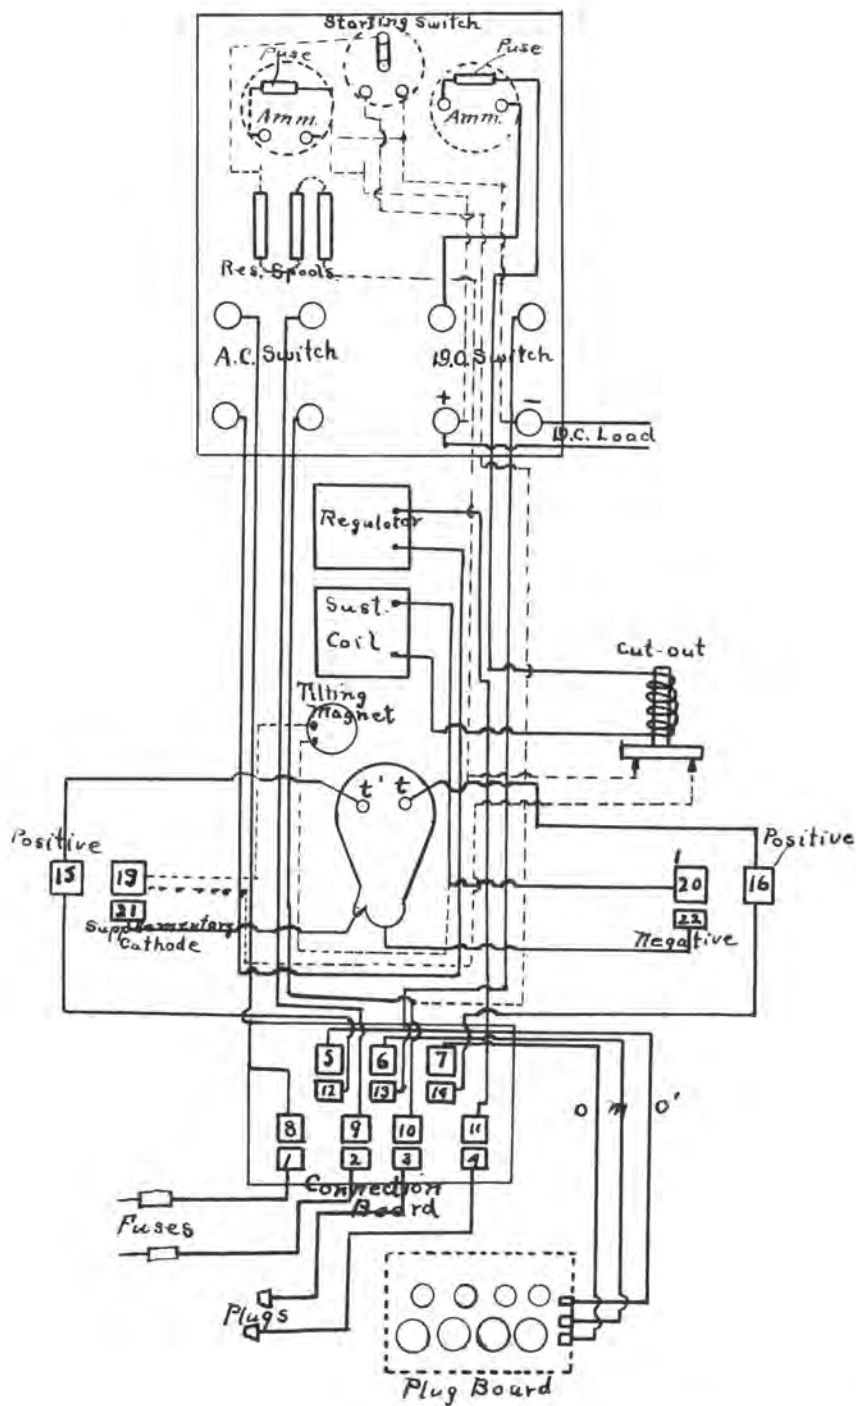 Starting Switch
Fuse
Fuse
Amm.
Amm.
Res. Spools
A.C. Switch
D.C. Switch
+
-
D.C. Load
Regulator
Sust.
Coil
Cut-out
Tilting
Magnet
t' t
Positive
Positive
15
19
1
20
16
21
22
Supplementary
Cathode
Negative
5
6
7
12
13
14
O m O'
8
9
10
11
1
2
3
4
Connection
Board
Fuses
Plugs
Plug Board